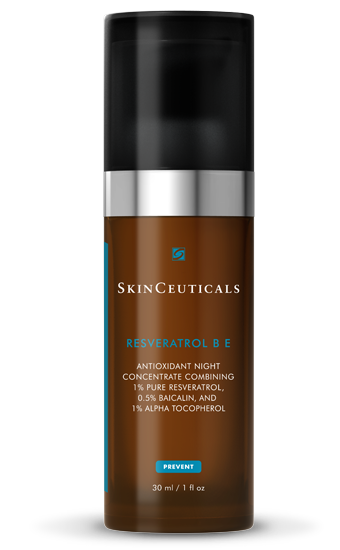 SKINCEUTICALS
RESVERATROL B E
ANTIOXIDANT NIGHT
CONCENTRATE COMBINING
1% PURE RESVERATROL,
0.5% BAICALIN, AND
1% ALPHA TOCOPHEROL
PREVENT
30 ml / 1 fl oz